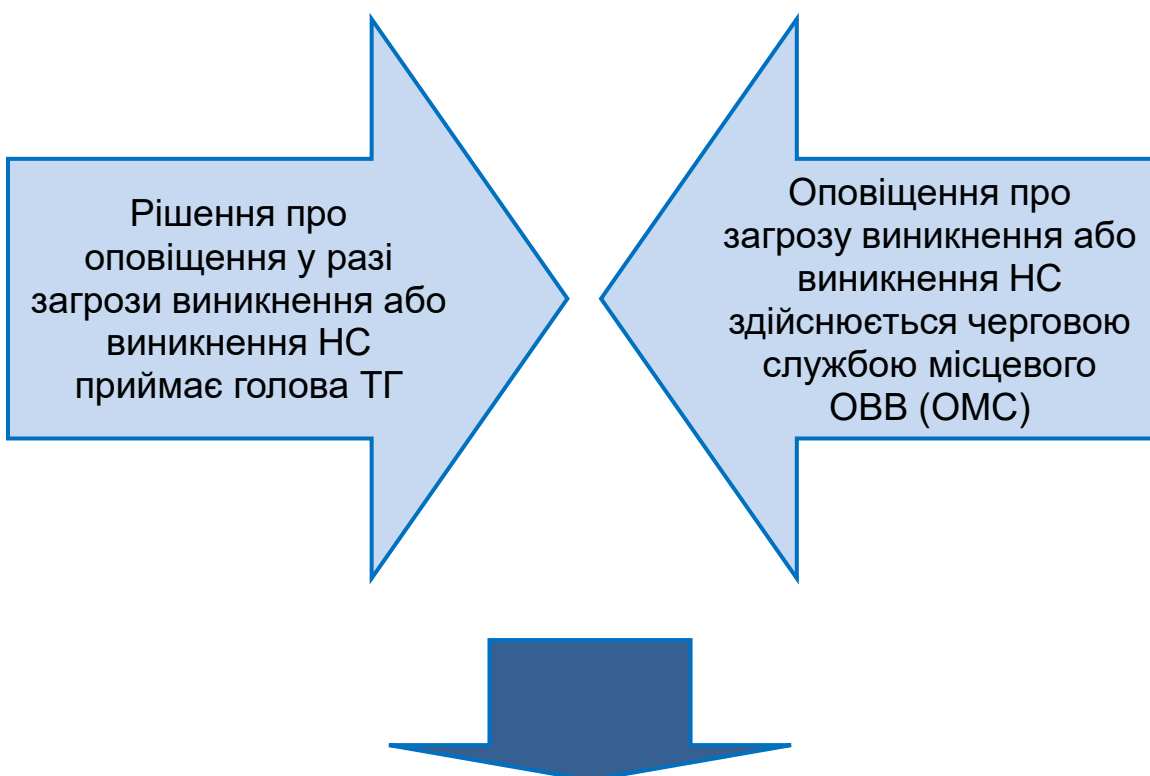 Рішення про
оповіщення у разі
загрози виникнення або
виникнення НС
приймає голова ТГ
Оповіщення про
загрозу виникнення або
виникнення НС
здійснюється черговою
службою місцевого
ОВВ (ОМС)